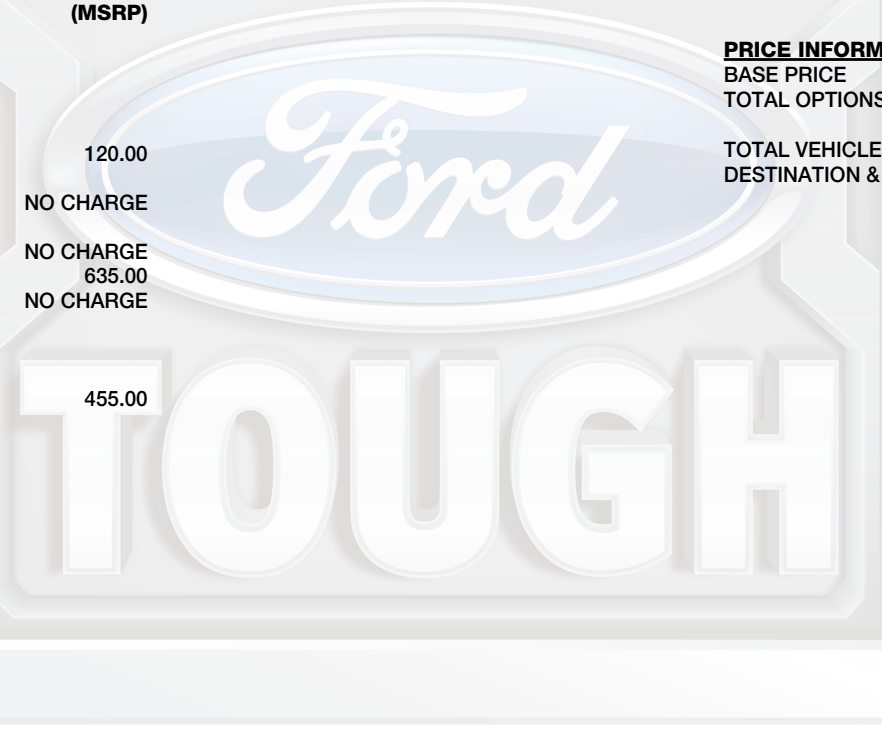 (MSRP)
PRICE INFORM
BASE PRICE
TOTAL OPTIONS
120.00
TOTAL VEHICLE
DESTINATION &
NO CHARGE
NO CHARGE
635.00
NO CHARGE
455.00
Ford
TOUGH